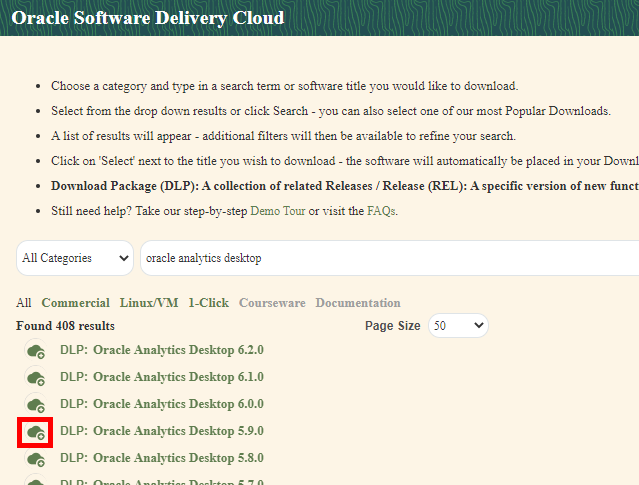 Oracle Software Delivery Cloud
Choose a category and type in a search term or software title you would like to download.
Select from the drop down results or click Search - you can also select one of our most Popular Downloads.
A list of results will appear - additional filters will then be available to refine your search.
Click on 'Select' next to the title you wish to download - the software will automatically be placed in your Downl
Download Package (DLP): A collection of related Releases / Release (REL): A specific version of new funct
Still need help? Take our step-by-step Demo Tour or visit the FAQs.
All Categories oracle analytics desktop
All Commercial Linux/VM 1-Click Courseware Documentation
Found 408 results Page Size 50
DLP: Oracle Analytics Desktop 6.2.0
DLP: Oracle Analytics Desktop 6.1.0
DLP: Oracle Analytics Desktop 6.0.0
DLP: Oracle Analytics Desktop 5.9.0
DLP: Oracle Analytics Desktop 5.8.0
DLP: Oracle Analytics Desktop 5.7.0